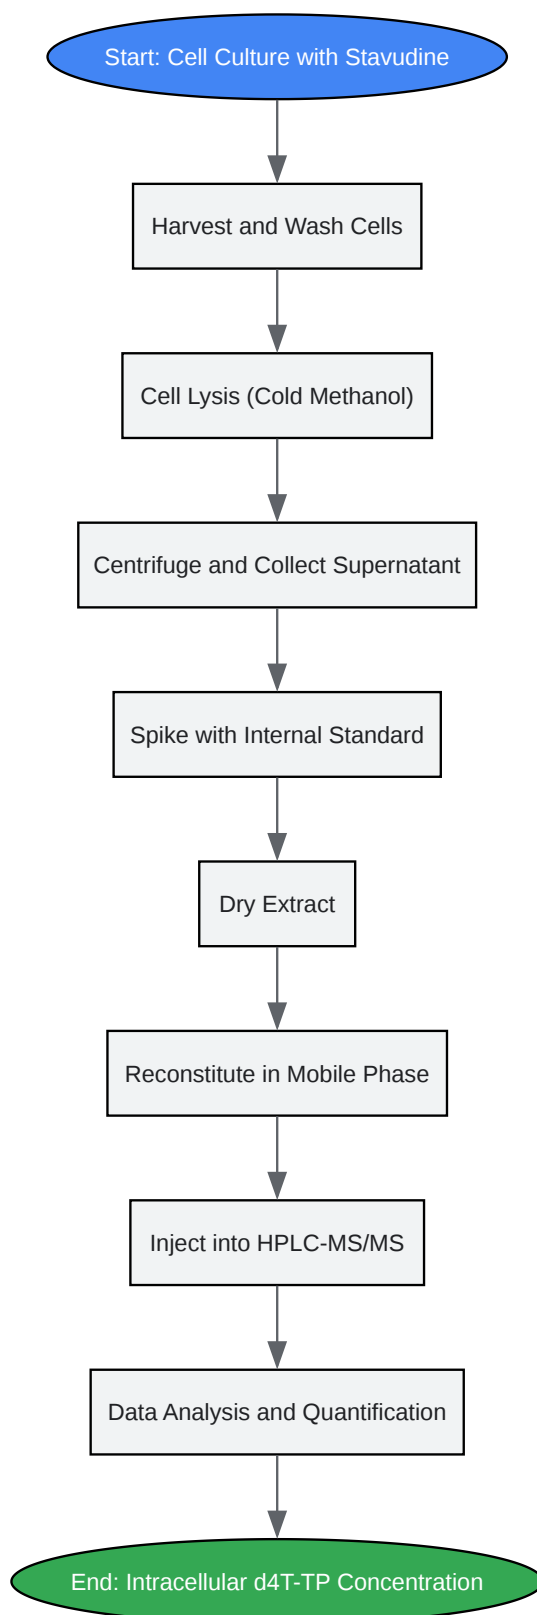 Start: Cell Culture with Stavudine
Harvest and Wash Cells
Cell Lysis (Cold Methanol)
Centrifuge and Collect Supernatant
Spike with Internal Standard
Dry Extract
Reconstitute in Mobile Phase
Inject into HPLC-MS/MS
Data Analysis and Quantification
End: Intracellular d4T-TP Concentration